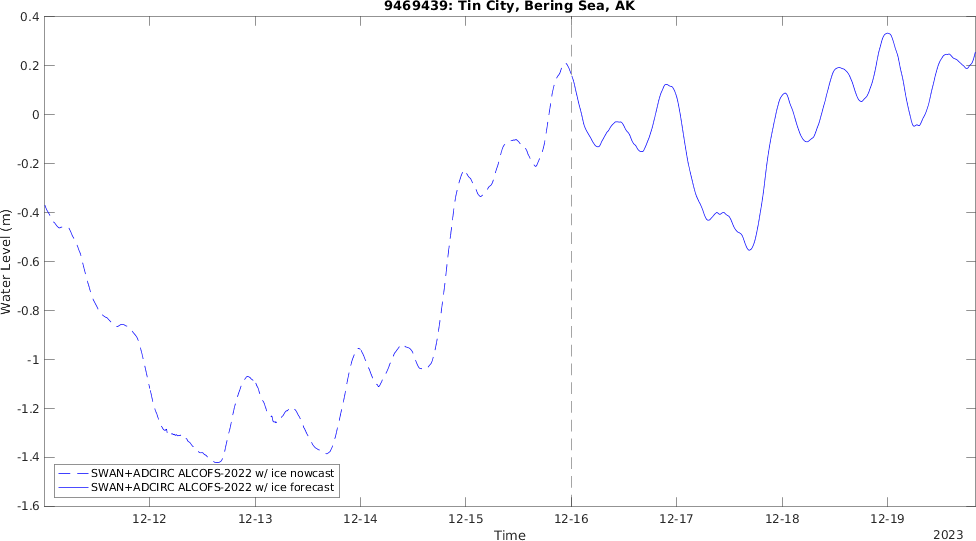 9469439: Tin City, Bering Sea, AK
0.4
0.2
0
-0.2
-0.4
-0.6
-0.8
-1
-1.2
-1.4
-1.6
Water Level (m)
SWAN+ADCIRC ALCOFS-2022 w/ ice nowcast
SWAN+ADCIRC ALCOFS-2022 w/ ice forecast
12-12 12-13 12-14 12-15 12-16 12-17 12-18 12-19
Time
2023